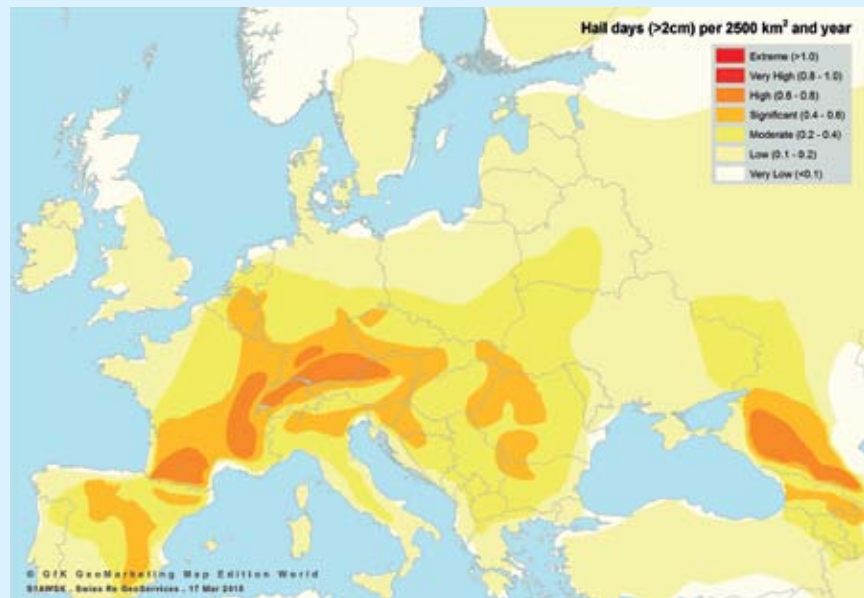 Hail days (>2cm) per 2500 km² and year
Extreme (>1.0)
Very High (0.8 - 1.0)
High (0.6 - 0.8)
Significant (0.4 - 0.6)
Moderate (0.2 - 0.4)
Low (0.1 - 0.2)
Very Low (<0.1)
© GfK GeoMarketing Map Edition World
Swiss Re GeoServices , 17 Mar 2010